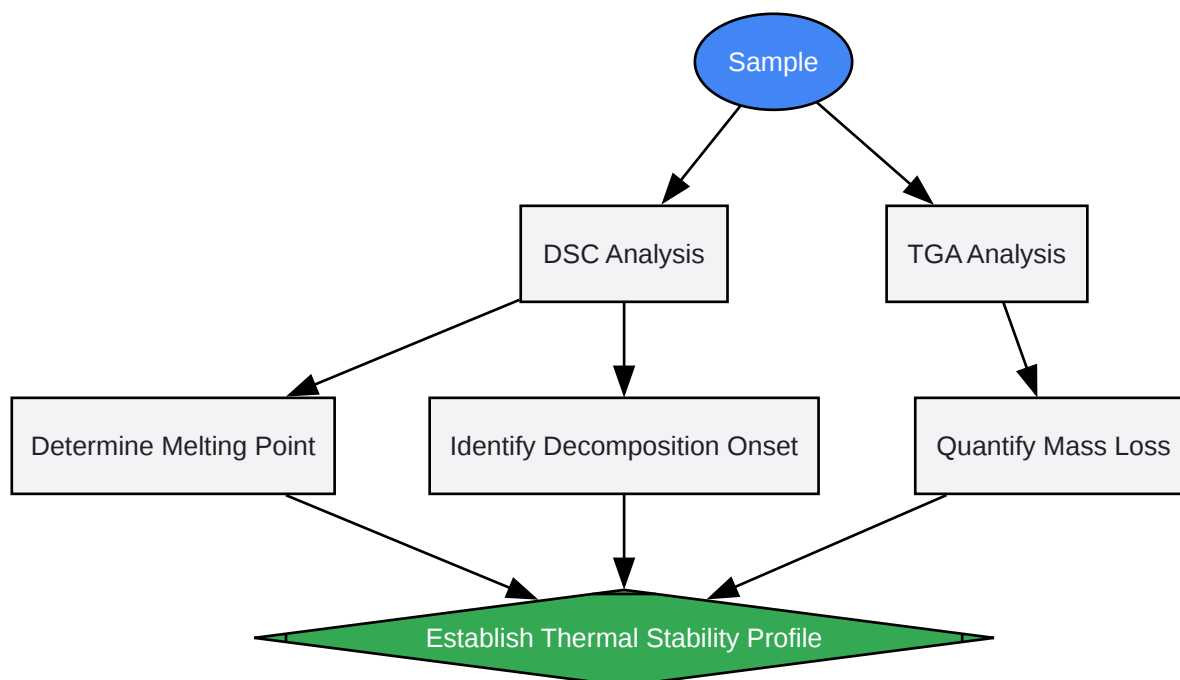 Sample
DSC Analysis
TGA Analysis
Determine Melting Point
Identify Decomposition Onset
Quantify Mass Loss
Establish Thermal Stability Profile